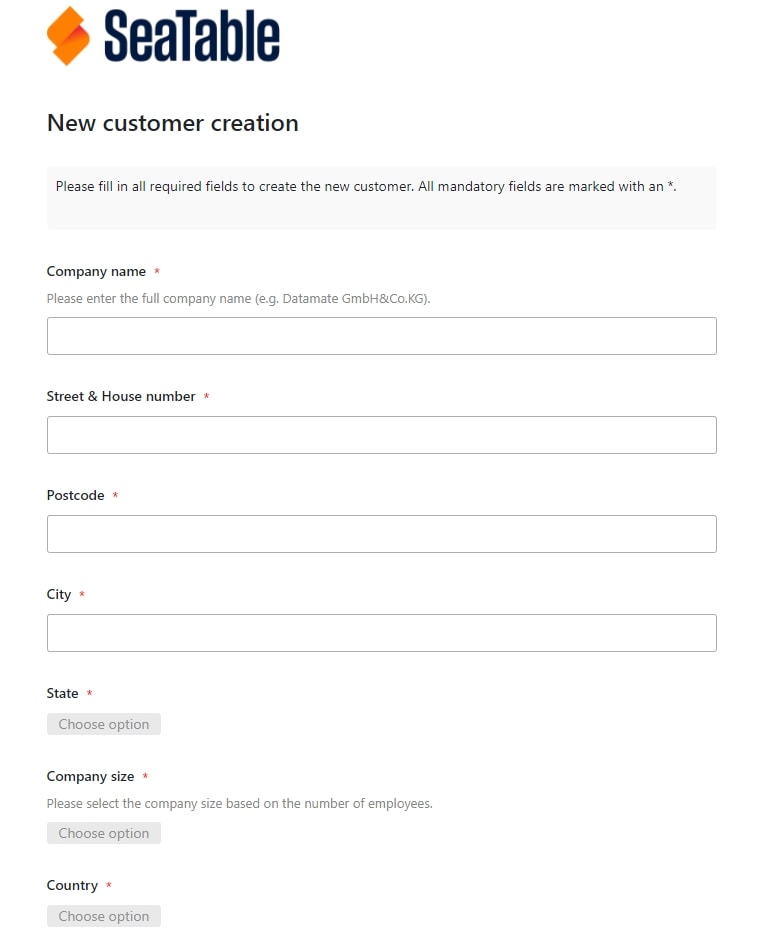 SeaTable
New customer creation
Please fill in all required fields to create the new customer. All mandatory fields are marked with an *.
Company name *
Please enter the full company name (e.g. Datamate GmbH&Co.KG).
Street & House number *
Postcode *
City *
State *
Choose option
Company size *
Please select the company size based on the number of employees.
Choose option
Country *
Choose option